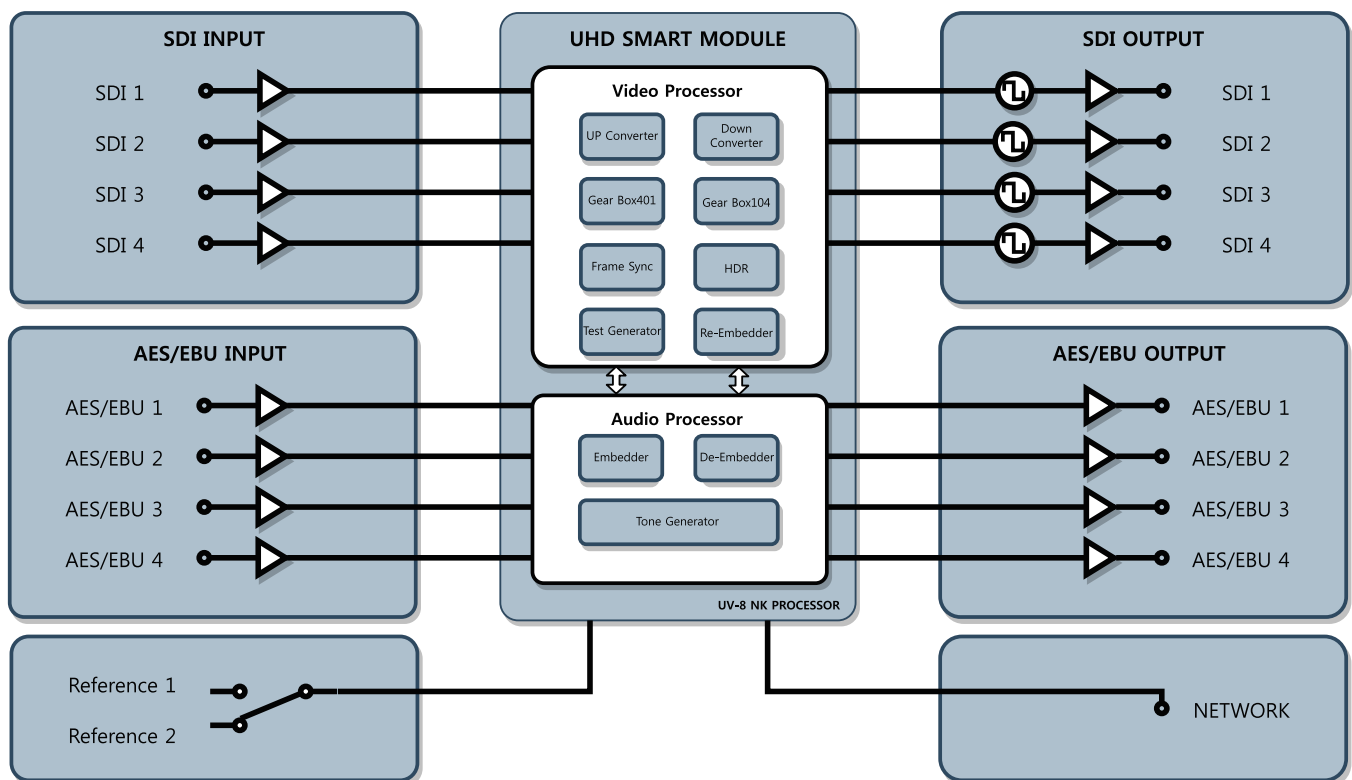 SDI INPUT
SDI 1
SDI 2
SDI 3
SDI 4
UHD SMART MODULE
Video Processor
UP Converter
Down
Converter
Gear Box401
Gear Box104
Frame Sync
HDR
Test Generator
Re-Embedder
SDI OUTPUT
SDI 1
SDI 2
SDI 3
SDI 4
AES/EBU INPUT
AES/EBU 1
AES/EBU 2
AES/EBU 3
AES/EBU 4
Audio Processor
Embedder
De-Embedder
Tone Generator
UV-8 NK PROCESSOR
AES/EBU OUTPUT
AES/EBU 1
AES/EBU 2
AES/EBU 3
AES/EBU 4
Reference 1
Reference 2
NETWORK